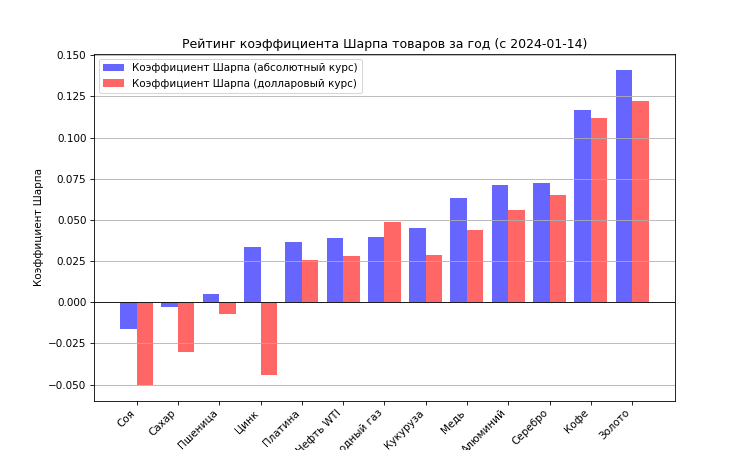 Рейтинг коэффициента Шарпа товаров за год (с 2024-01-14)
Коэффициент Шарпа (абсолютный курс)
Коэффициент Шарпа (долларовый курс)
Коэффициент Шарпа
0.150
0.125
0.100
0.075
0.050
0.025
0.000
−0.025
−0.050
Соя
Сахар
Пшеница
Цинк
Платина
Нефть WTI
одный газ
Кукуруза
Медь
Алюминий
Серебро
Кофе
Золото